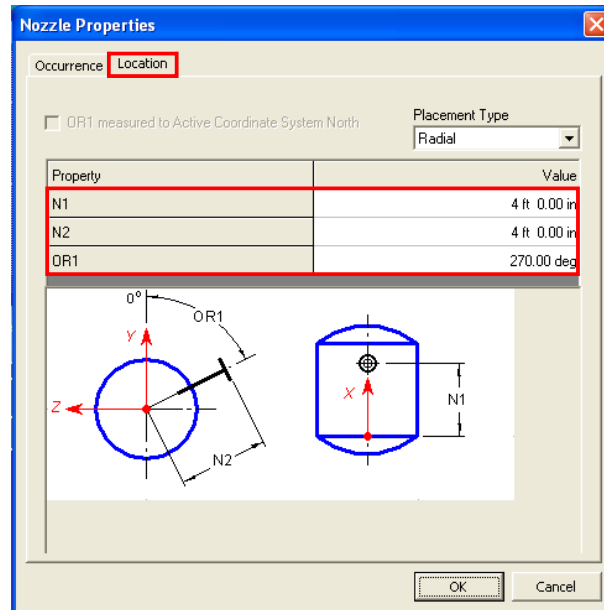 Nozzle Properties
Occurrence Location
OR1 measured to Active Coordinate System North
Placement Type
Radial
Property Value
N1 4 ft 0.00 in
N2 4 ft 0.00 in
OR1 270.00 deg
0° OR1
Y
Z
N2
X
N1
OK Cancel